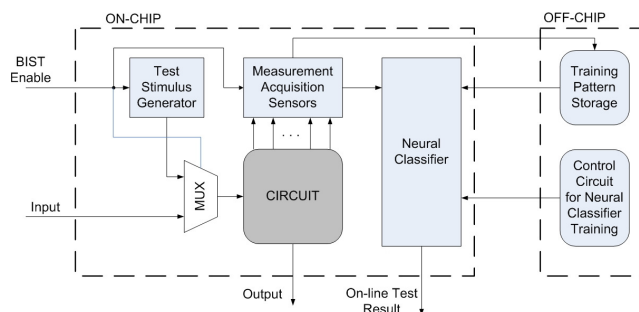 ON-CHIP
OFF-CHIP
BIST
Enable
Test
Stimulus
Generator
Measurement
Acquisition
Sensors
Training
Pattern
Storage
Neural
Classifier
. . .
MUX
CIRCUIT
Control
Circuit
for Neural
Classifier
Training
Input
Output
On-line Test
Result